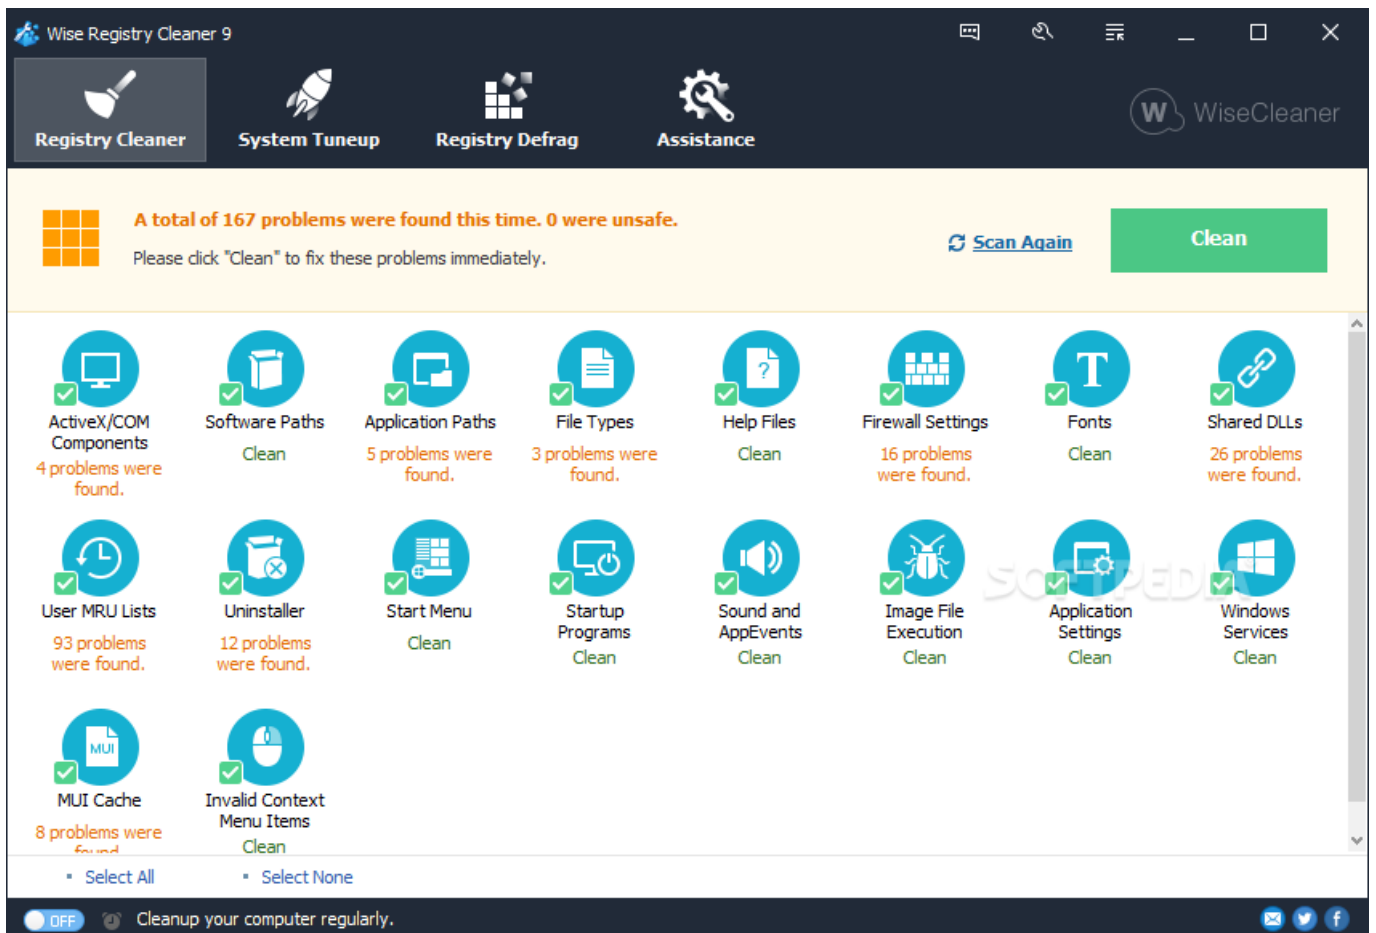 Wise Registry Cleaner 9
Registry Cleaner
System Tuneup
Registry Defrag
Assistance
W WiseCleaner
A total of 167 problems were found this time. 0 were unsafe.
Please click "Clean" to fix these problems immediately.
Scan Again
Clean
ActiveX/COM
Components
4 problems were
found.
Software Paths
Clean
Application Paths
5 problems were
found.
File Types
3 problems were
found.
?
Help Files
Clean
Firewall Settings
16 problems
were found.
T
Fonts
Clean
Shared DLLs
26 problems
were found.
User MRU Lists
93 problems
were found.
Uninstaller
12 problems
were found.
Start Menu
Clean
Startup
Programs
Clean
Sound and
AppEvents
Clean
Image File
Execution
Clean
SOFTPEDIA
Application
Settings
Clean
Windows
Services
Clean
MUI
MUI Cache
8 problems were
found.
Invalid Context
Menu Items
Clean
Select All
Select None
OFF
Cleanup your computer regularly.